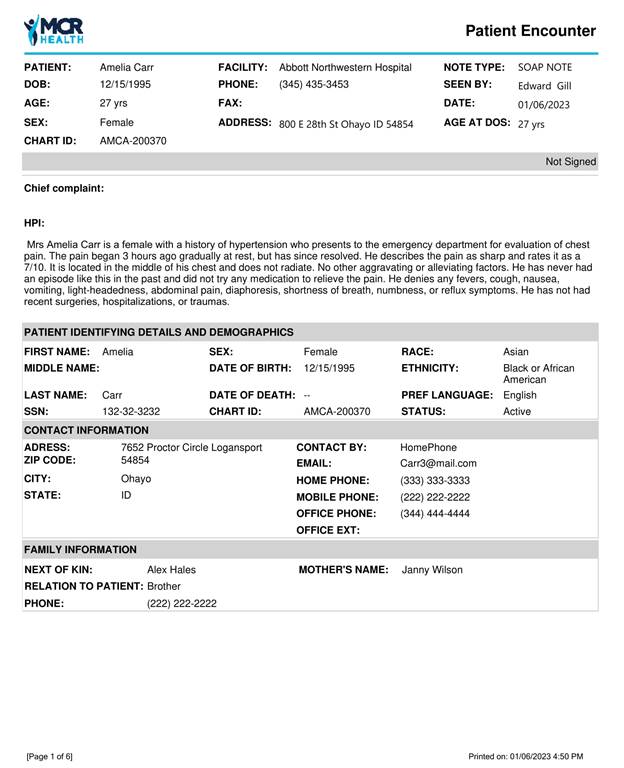 MCR
HEALTH
Patient Encounter
PATIENT: Amelia Carr FACILITY: Abbott Northwestern Hospital NOTE TYPE: SOAP NOTE
DOB: 12/15/1995 PHONE: (345) 435-3453 SEEN BY: Edward Gill
AGE: 27 yrs FAX: DATE: 01/06/2023
SEX: Female ADDRESS: 800 E 28th St Ohayo ID 54854 AGE AT DOS: 27 yrs
CHART ID: AMCA-200370
Not Signed
Chief complaint:
HPI:
Mrs Amelia Carr is a female with a history of hypertension who presents to the emergency department for evaluation of chest
pain. The pain began 3 hours ago gradually at rest, but has since resolved. He describes the pain as sharp and rates it as a
7/10. It is located in the middle of his chest and does not radiate. No other aggravating or alleviating factors. He has never had
an episode like this in the past and did not try any medication to relieve the pain. He denies any fevers, cough, nausea,
vomiting, light-headedness, abdominal pain, diaphoresis, shortness of breath, numbness, or reflux symptoms. He has not had
recent surgeries, hospitalizations, or traumas.
PATIENT IDENTIFYING DETAILS AND DEMOGRAPHICS
FIRST NAME: Amelia SEX: Female RACE: Asian
MIDDLE NAME: DATE OF BIRTH: 12/15/1995 ETHNICITY: Black or African
American
LAST NAME: Carr DATE OF DEATH: -- PREF LANGUAGE: English
SSN: 132-32-3232 CHART ID: AMCA-200370 STATUS: Active
CONTACT INFORMATION
ADRESS: 7652 Proctor Circle Logansport CONTACT BY: HomePhone
ZIP CODE: 54854 EMAIL: Carr3@mail.com
CITY: Ohayo HOME PHONE: (333) 333-3333
STATE: ID MOBILE PHONE: (222) 222-2222
OFFICE PHONE: (344) 444-4444
OFFICE EXT:
FAMILY INFORMATION
NEXT OF KIN: Alex Hales MOTHER'S NAME: Janny Wilson
RELATION TO PATIENT: Brother
PHONE: (222) 222-2222
[Page 1 of 6] Printed on: 01/06/2023 4:50 PM